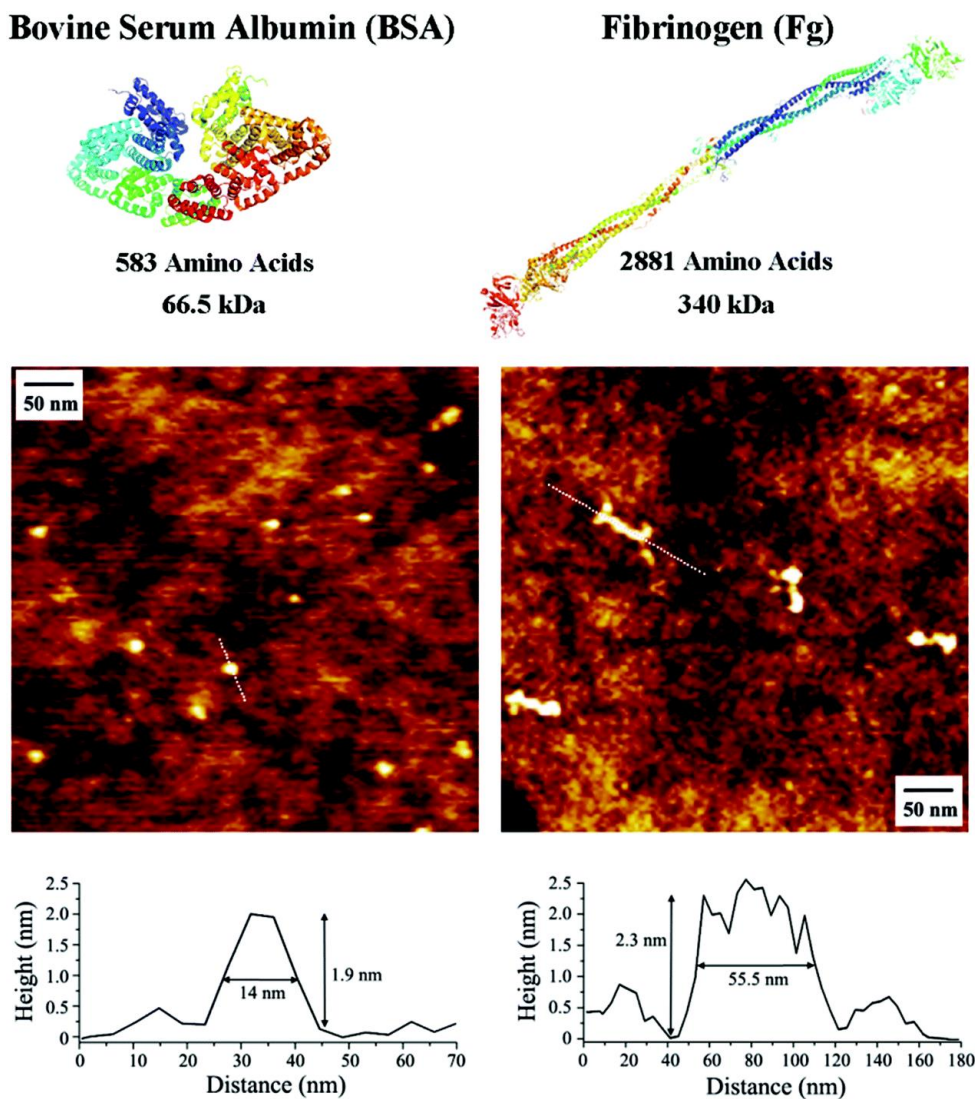 Bovine Serum Albumin (BSA)
Fibrinogen (Fg)
583 Amino Acids
66.5 kDa
2881 Amino Acids
340 kDa
50 nm
50 nm
2.5
2.0
1.5
1.0
0.5
0
Height (nm)
14 nm
1.9 nm
0 10 20 30 40 50 60 70
Distance (nm)
2.5
2.0
1.5
1.0
0.5
0
Height (nm)
2.3 nm
55.5 nm
0 20 40 60 80 100 120 140 160 180
Distance (nm)